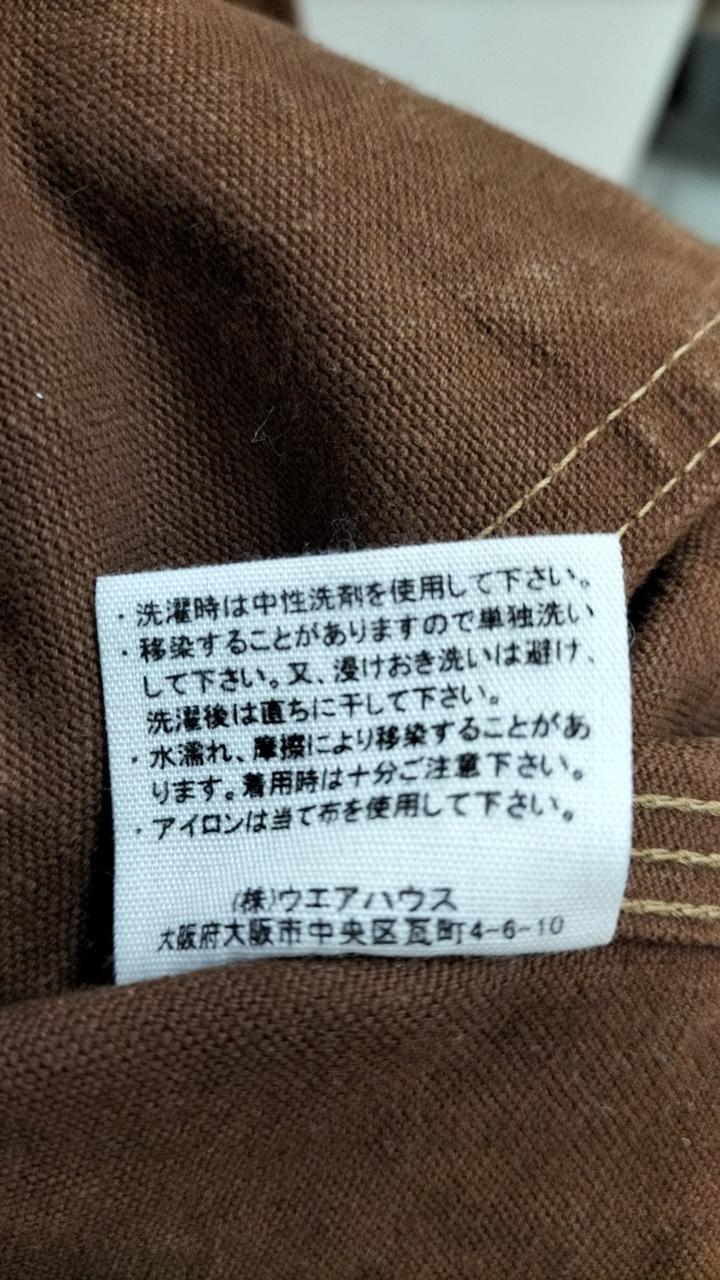 ・洗濯時は中性洗剤を使用して下さい。
・移染することがありますので単独洗い
して下さい。又、浸けおき洗いは避け、
洗濯後は直ちに干して下さい。
・水濡れ、摩擦により移染することがあ
ります。着用時は十分ご注意下さい。
・アイロンは当て布を使用して下さい。
(株)ウエアハウス
大阪府大阪市中央区瓦町4-6-10